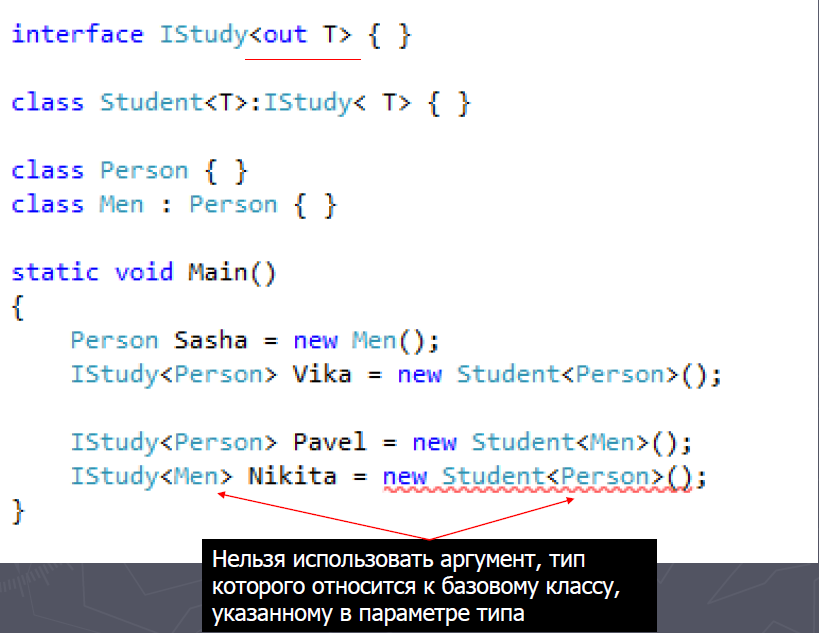 interface IStudy<out T> { }
class Student<T>:IStudy< T> { }
class Person { }
class Men : Person { }
static void Main()
{
Person Sasha = new Men();
IStudy<Person> Vika = new Student<Person>();
IStudy<Person> Pavel = new Student<Men>();
IStudy<Men> Nikita = new Student<Person>();
}
Нельзя использовать аргумент, тип
которого относится к базовому классу,
указанному в параметре типа